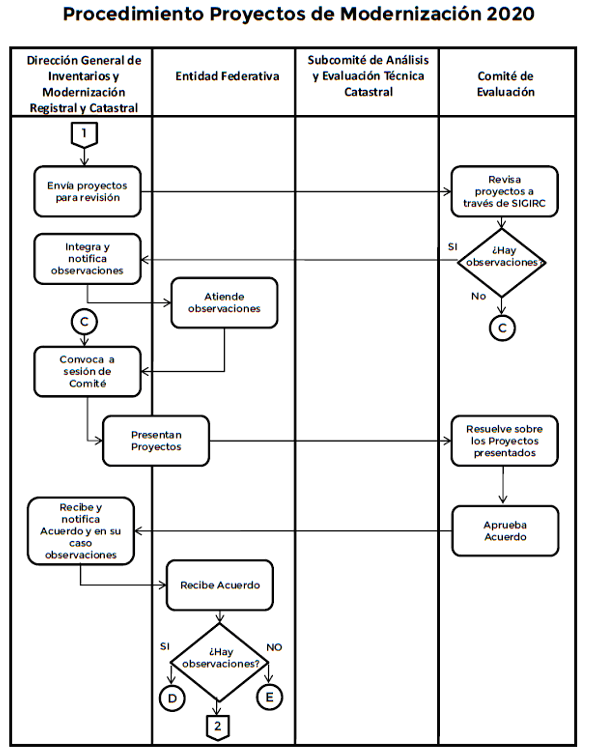 Procedimiento Proyectos de Modernización 2020
Dirección General de
Inventarios y
Modernización
Registral y Catastral
Entidad Federativa
Subcomité de Análisis
y Evaluación Técnica
Catastral
Comité de
Evaluación
1
Envía proyectos
para revisión
Revisa
proyectos a
través de SIGIRC
¿Hay
observaciones?
SI
No
C
Integra y
notifica
observaciones
Atiende
observaciones
C
Convoca a
sesión de
Comité
Presentan
Proyectos
Resuelve sobre
los Proyectos
presentados
Aprueba
Acuerdo
Recibe y
notifica
Acuerdo y en su
caso
observaciones
Recibe Acuerdo
¿Hay
observaciones?
SI
NO
D
E
2